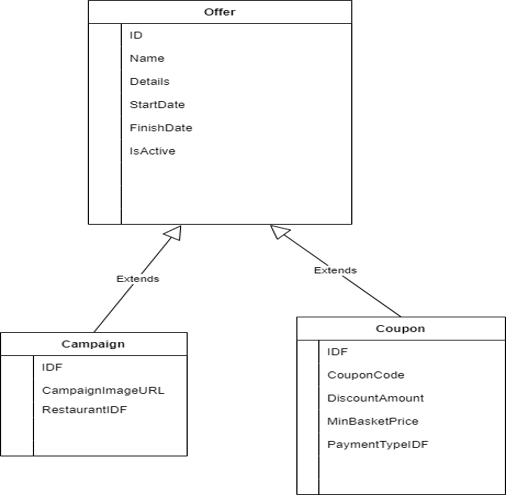 Offer
ID
Name
Details
StartDate
FinishDate
IsActive
Extends
Extends
Campaign
IDF
CampaignImageURL
RestaurantIDF
Coupon
IDF
CouponCode
DiscountAmount
MinBasketPrice
PaymentTypeIDF